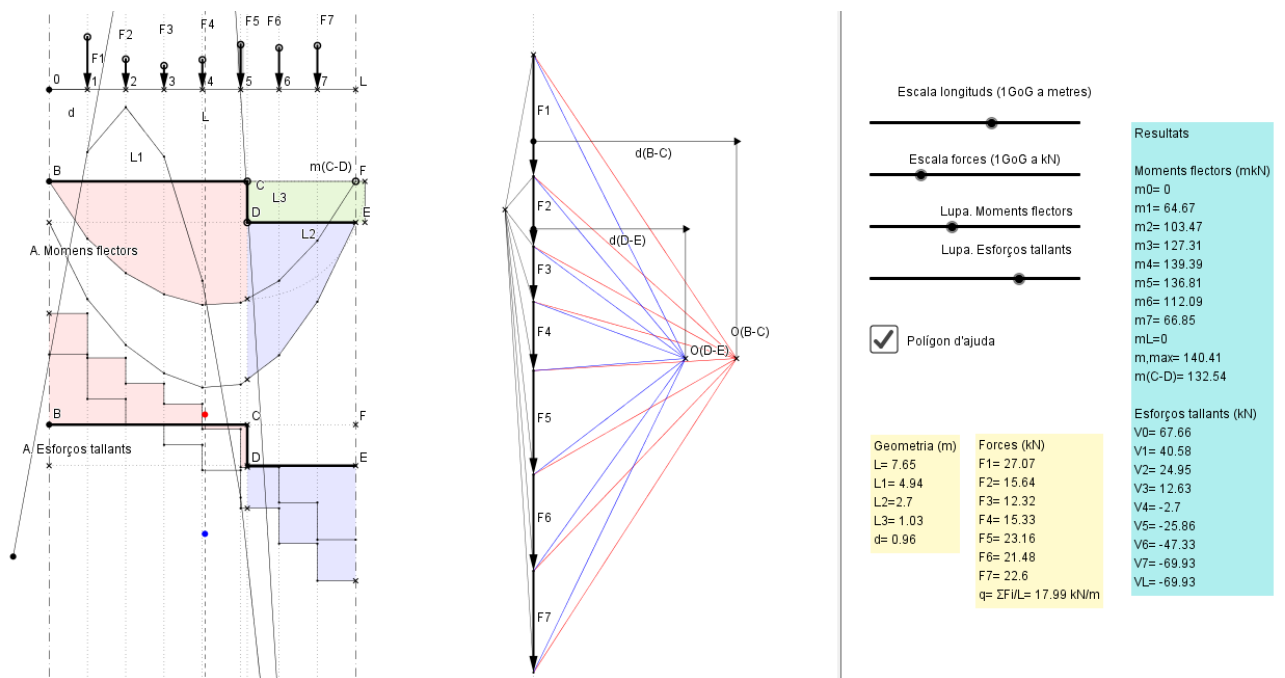 F1
F2
F3
F4
F5
F6
F7
0
1
2
3
4
5
6
7
L
d
L
L1
m(C-D)
B
C
F
L3
D
E
L2
A. Momens flectors
B
C
F
A. Esforços tallants
D
E
F1
d(B-C)
F2
d(D-E)
F3
F4
O(B-C)
O(D-E)
F5
F6
F7
Escala longituds (1GoG a metres)
Escala forces (1GoG a kN)
Lupa. Moments flectors
Lupa. Esforços tallants
Polígon d'ajuda
Geometria (m)
L= 7.65
L1= 4.94
L2=2.7
L3= 1.03
d= 0.96
Forces (kN)
F1= 27.07
F2= 15.64
F3= 12.32
F4= 15.33
F5= 23.16
F6= 21.48
F7= 22.6
q= ΣFi/L= 17.99 kN/m
Resultats
Moments flectors (mkN)
m0= 0
m1= 64.67
m2= 103.47
m3= 127.31
m4= 139.39
m5= 136.81
m6= 112.09
m7= 66.85
mL=0
m,max= 140.41
m(C-D)= 132.54
Esforços tallants (kN)
V0= 67.66
V1= 40.58
V2= 24.95
V3= 12.63
V4= -2.7
V5= -25.86
V6= -47.33
V7= -69.93
VL= -69.93